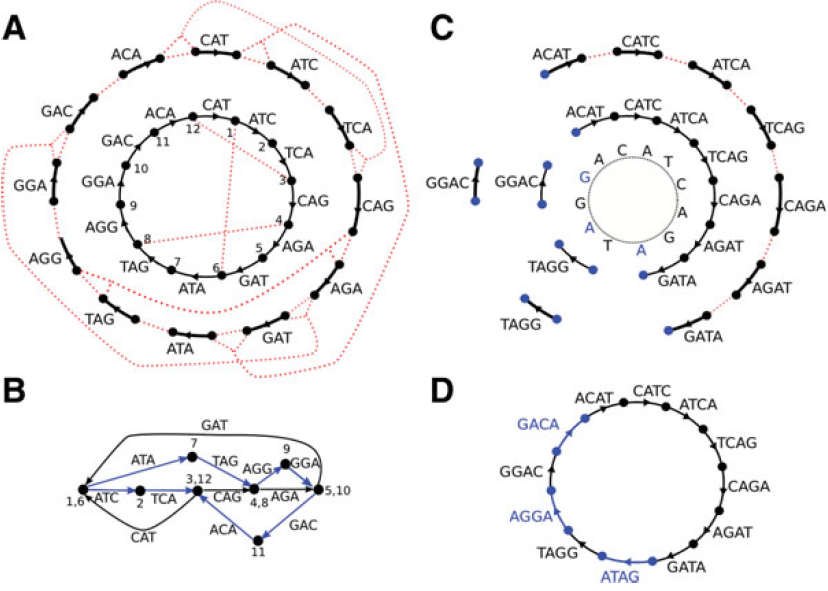 A
CAT
ACA
ATC
GAC
TCA
GGA
CAG
AGG
AGA
TAG
GAT
ATA
CAT
ACA
ATC
12
1
GAC
11
2
TCA
10
3
GGA
9
CAG
4
AGG
8
AGA
5
TAG
7
6
GAT
ATA
B
GAT
7
9
ATA
TAG
AGG
GGA
3,12
1,6
ATC
2
TCA
CAG
4,8
AGA
5,10
CAT
ACA
GAC
11
C
CATC
ACAT
ATCA
TCAG
CAGA
AGAT
GATA
GGAC
TAGG
ACAT
CATC
ATCA
TCAG
CAGA
AGAT
GATA
GGAC
TAGG
A C A T C A G A T A G G
D
CATC
ACAT
ATCA
GACA
TCAG
GGAC
CAGA
AGGA
AGAT
TAGG
GATA
ATAG